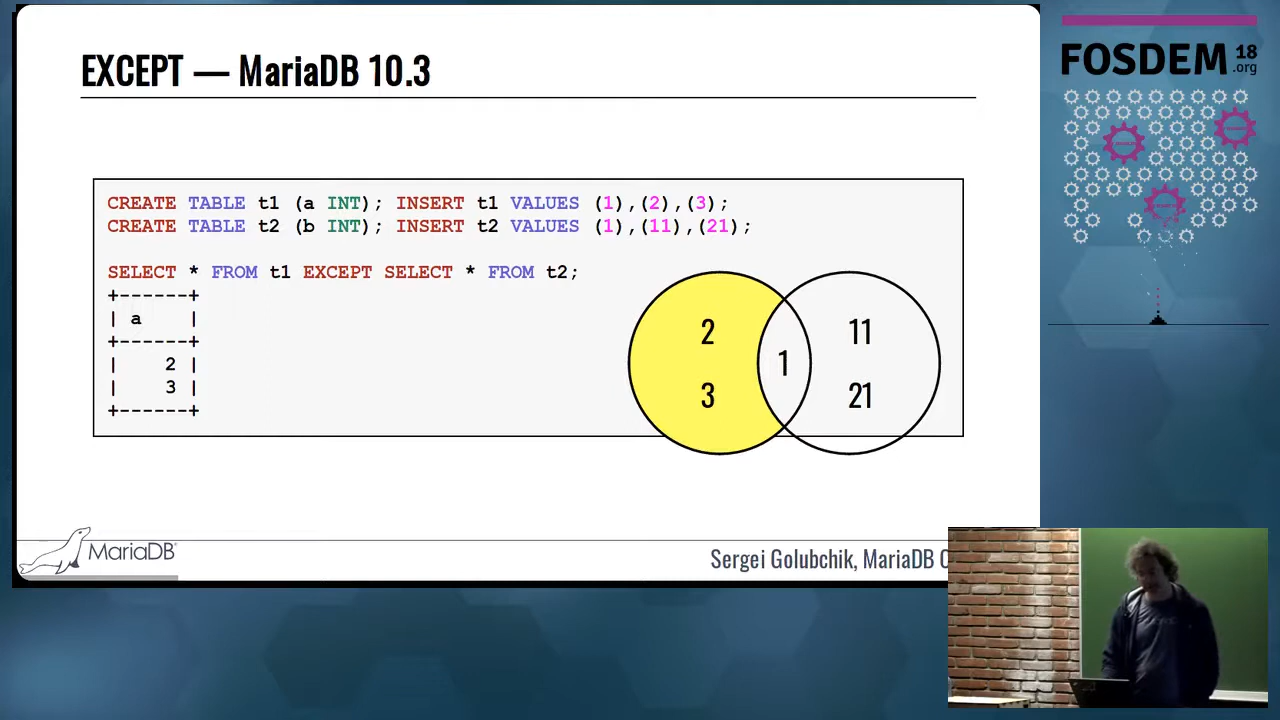 EXCEPT — MariaDB 10.3
CREATE TABLE t1 (a INT); INSERT t1 VALUES (1),(2),(3);
CREATE TABLE t2 (b INT); INSERT t2 VALUES (1),(11),(21);
SELECT * FROM t1 EXCEPT SELECT * FROM t2;
+------+
| a    |
+------+
|    2 |
|    3 |
+------+
2
3
1
11
21
MariaDB
Sergei Golubchik, MariaDB
FOSDEM 18
.org